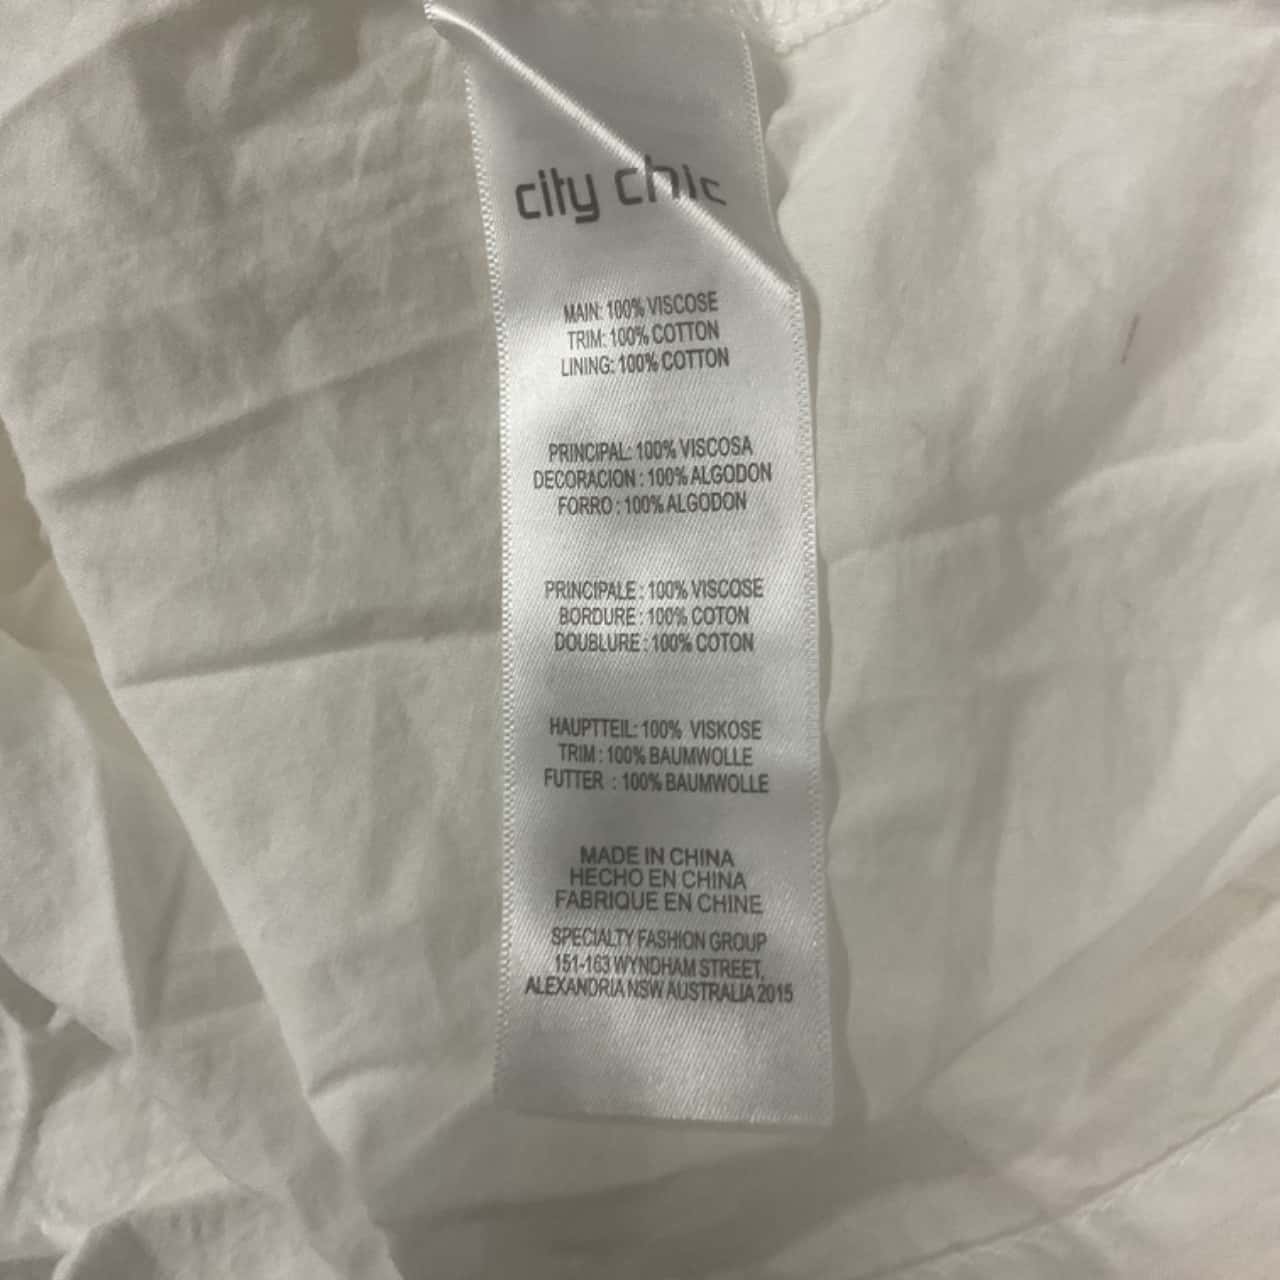 city chic
MAIN: 100% VISCOSE
TRIM: 100% COTTON
LINING: 100% COTTON
PRINCIPAL: 100% VISCOSA
DECORACION : 100% ALGODON
FORRO : 100% ALGODON
PRINCIPALE : 100% VISCOSE
BORDURE : 100% COTON
DOUBLURE : 100% COTON
HAUPTTEIL: 100% VISKOSE
TRIM : 100% BAUMWOLLE
FUTTER : 100% BAUMWOLLE
MADE IN CHINA
HECHO EN CHINA
FABRIQUE EN CHINE
SPECIALTY FASHION GROUP
151-163 WYNDHAM STREET,
ALEXANDRIA NSW AUSTRALIA 2015